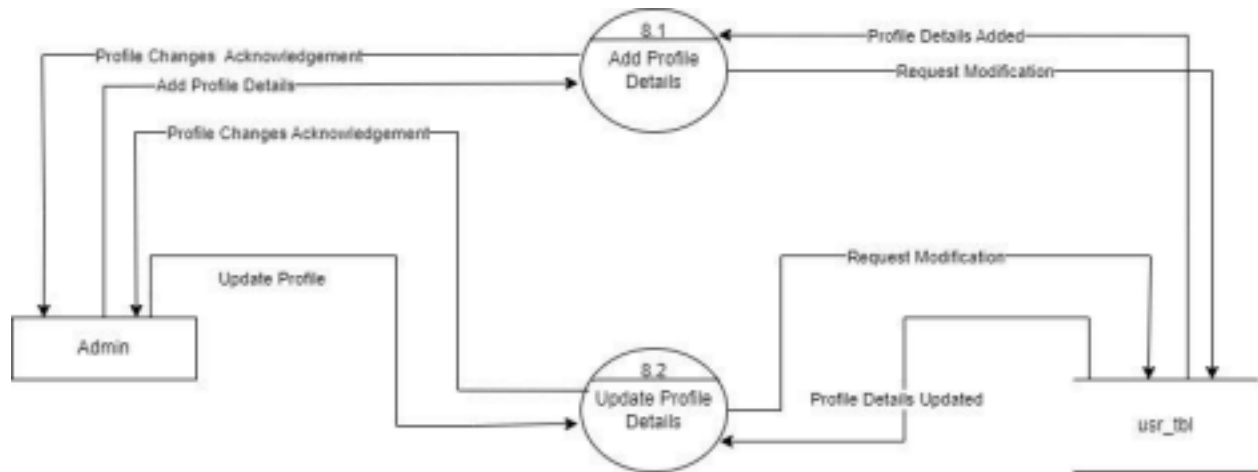 8.1
Add Profile
Details
Profile Changes Acknowledgement
Profile Details Added
Add Profile Details
Request Modification
Profile Changes Acknowledgement
Update Profile
Request Modification
Admin
8.2
Update Profile
Details
Profile Details Updated
usr_tbl